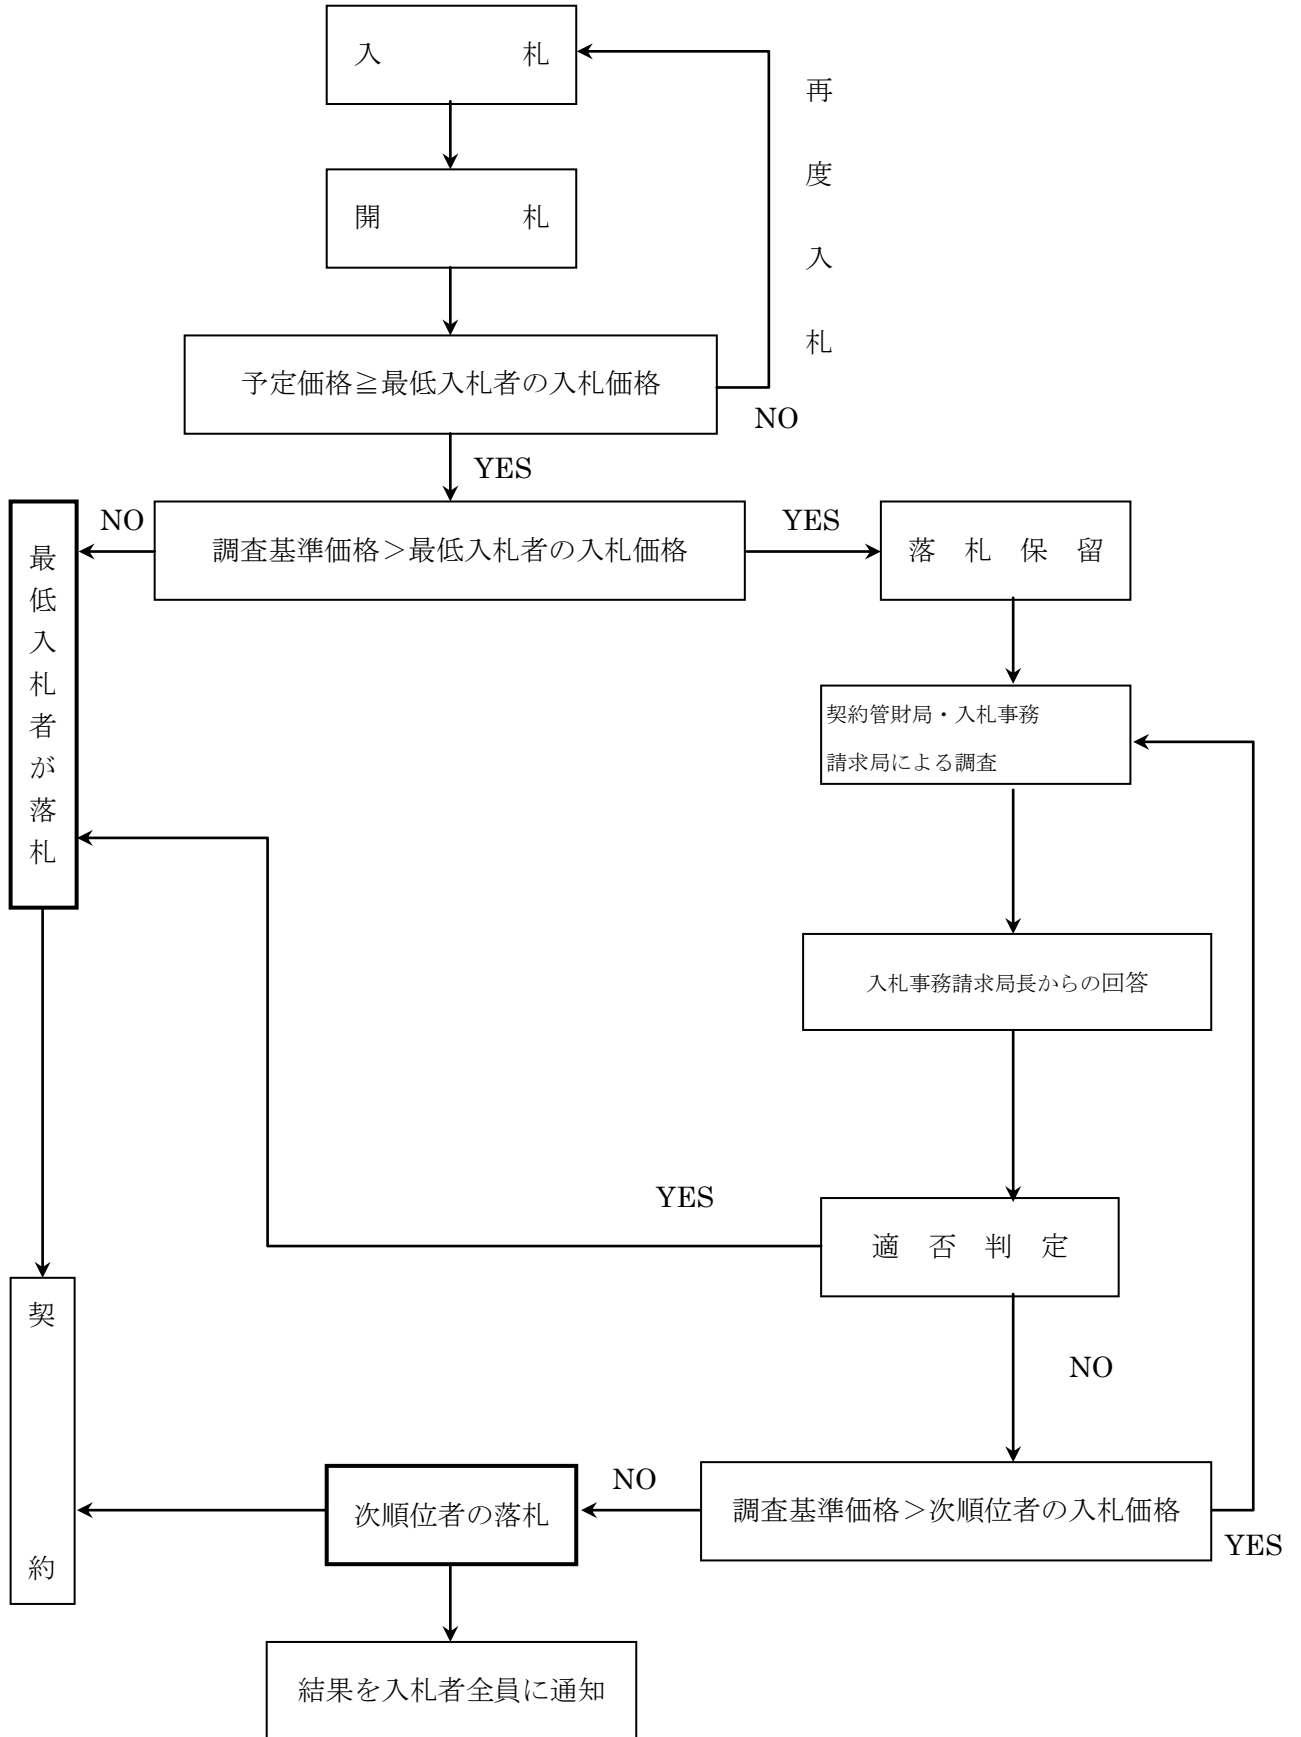 入　　　　札
再度入札
開　　　　札
予定価格≧最低入札者の入札価格
NO
YES
NO
調査基準価格＞最低入札者の入札価格
YES
落　札　保　留
最低入札者が落札
契約管財局・入札事務
請求局による調査
入札事務請求局長からの回答
YES
適　否　判　定
NO
契　　　　約
次順位者の落札
NO
調査基準価格＞次順位者の入札価格
YES
結果を入札者全員に通知